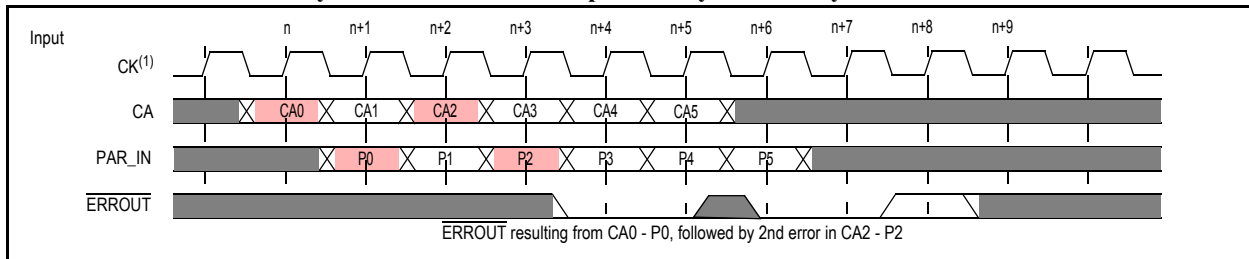 Input
n n+1 n+2 n+3 n+4 n+5 n+6 n+7 n+8 n+9
CK(1)
CA CA0 CA1 CA2 CA3 CA4 CA5
PAR_IN P0 P1 P2 P3 P4 P5
ERROUT
ERROUT resulting from CA0 - P0, followed by 2nd error in CA2 - P2